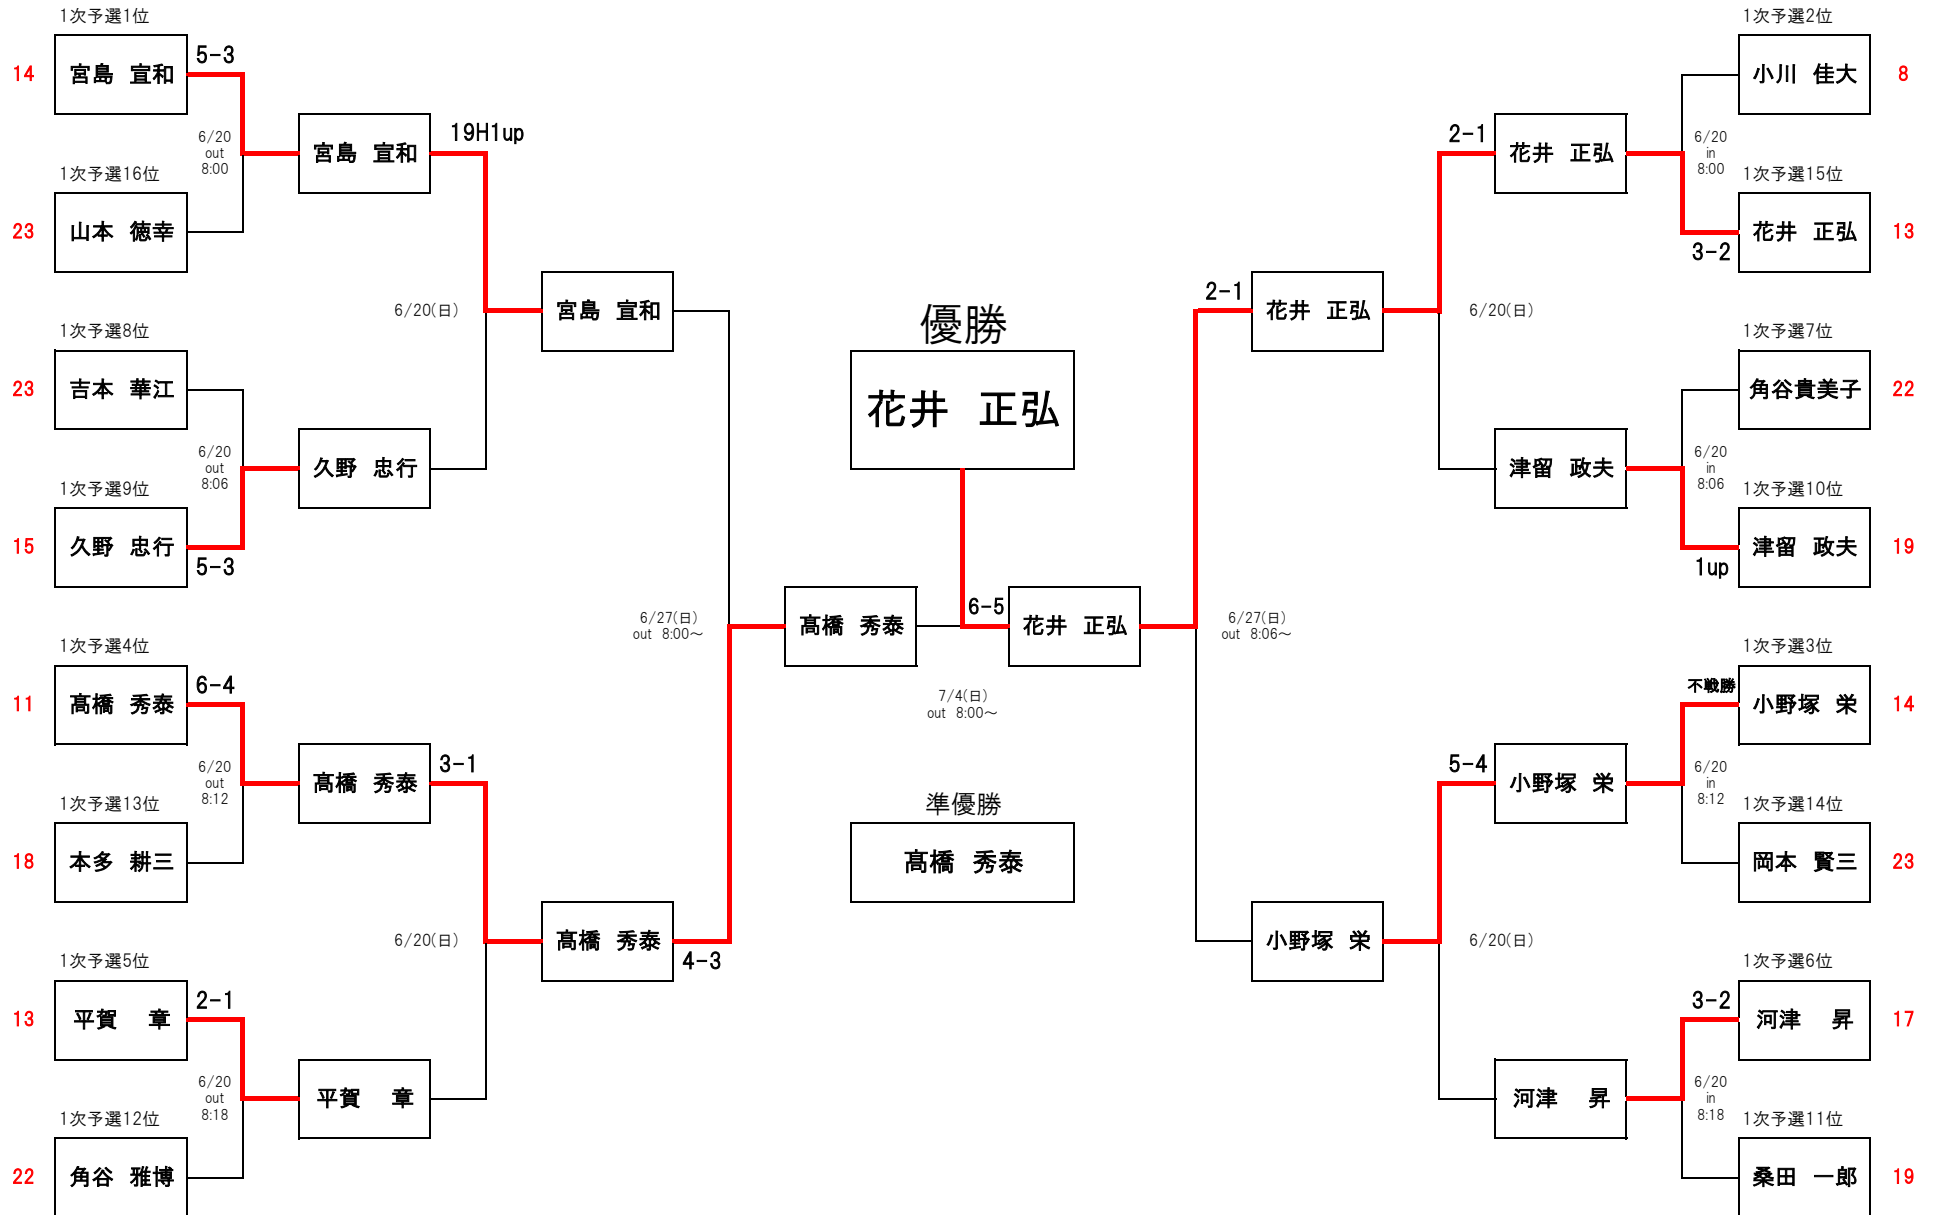 1次予選1位
14
宮島 宣和
5-3
6/20
out
8:00
1次予選16位
23
山本 徳幸
宮島 宣和
19H1up
1次予選8位
23
吉本 華江
6/20
out
8:06
1次予選9位
15
久野 忠行
5-3
久野 忠行
6/20(日)
宮島 宣和
1次予選4位
11
髙橋 秀泰
6-4
6/20
out
8:12
1次予選13位
18
本多 耕三
髙橋 秀泰
3-1
1次予選5位
13
平賀 章
2-1
6/20
out
8:18
1次予選12位
22
角谷 雅博
平賀 章
6/20(日)
髙橋 秀泰
4-3
6/27(日)
out 8:00～
髙橋 秀泰
優勝
花井 正弘
6-5
花井 正弘
7/4(日)
out 8:00～
準優勝
髙橋 秀泰
6/27(日)
out 8:06～
2-1
花井 正弘
6/20(日)
2-1
花井 正弘
1次予選2位
小川 佳大
8
6/20
in
8:00
1次予選15位
花井 正弘
13
3-2
津留 政夫
1次予選7位
角谷貴美子
22
6/20
in
8:06
1次予選10位
津留 政夫
19
1up
小野塚 栄
6/20(日)
5-4
小野塚 栄
1次予選3位
不戦勝
小野塚 栄
14
6/20
in
8:12
1次予選14位
岡本 賢三
23
河津 昇
1次予選6位
3-2
河津 昇
17
6/20
in
8:18
1次予選11位
桑田 一郎
19